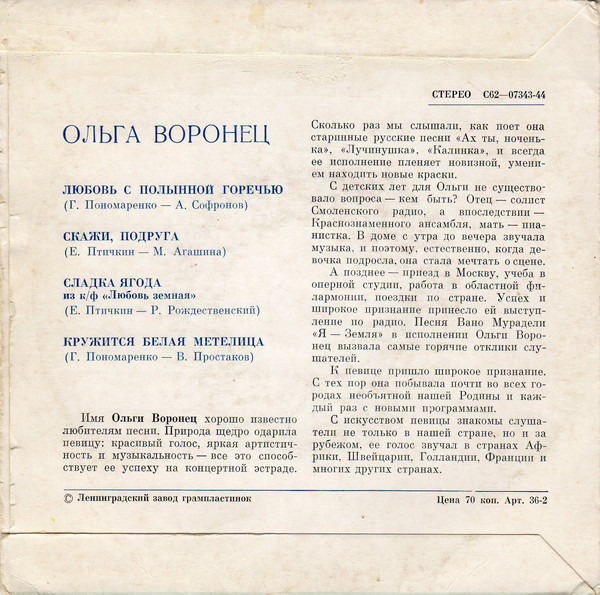 СТЕРЕО С62—07343-44
ОЛЬГА ВОРОНЕЦ
ЛЮБОВЬ С ПОЛЫННОЙ ГОРЕЧЬЮ
(Г. Пономаренко — А. Софронов)
СКАЖИ, ПОДРУГА
(Е. Птичкин — М. Агашина)
СЛАДКА ЯГОДА
из к/ф «Любовь земная»
(Е. Птичкин — Р. Рождественский)
КРУЖИТСЯ БЕЛАЯ МЕТЕЛИЦА
(Г. Пономаренко — В. Простаков)
Имя Ольги Воронец хорошо известно
любителям песни. Природа щедро одарила
певицу: красивый голос, яркая артистич-
ность и музыкальность — все это способ-
ствует ее успеху на концертной эстраде.
Сколько раз мы слышали, как поет она
старинные русские песни «Ах ты, ночень-
ка», «Лучинушка», «Калинка», и всегда
ее исполнение пленяет новизной, умени-
ем находить новые краски.
С детских лет для Ольги не существо-
вало вопроса — кем быть? Отец — солист
Смоленского радио, а впоследствии —
Краснознаменного ансамбля, мать — пи-
анистка. В доме с утра до вечера звучала
музыка, и поэтому, естественно, когда де-
вочка подросла, она стала мечтать о сцене.
А позднее — приезд в Москву, учеба в
оперной студии, работа в областной фи-
лармонии, поездки по стране. Успех и
широкое признание принесло ей выступ-
ление по радио. Песня Вано Мурадели
«Я — Земля» в исполнении Ольги Воро-
нец вызвала самые горячие отклики слу-
шателей.
К певице пришло широкое признание.
С тех пор она побывала почти во всех го-
родах необъятной нашей Родины и каж-
дый раз с новыми программами.
С искусством певицы знакомы слуша-
тели не только в нашей стране, но и за
рубежом, ее голос звучал в странах Аф-
рики, Швейцарии, Голландии, Франции и
многих других странах.
© Ленинградский завод грампластинок
Цена 70 коп. Арт. 36-2